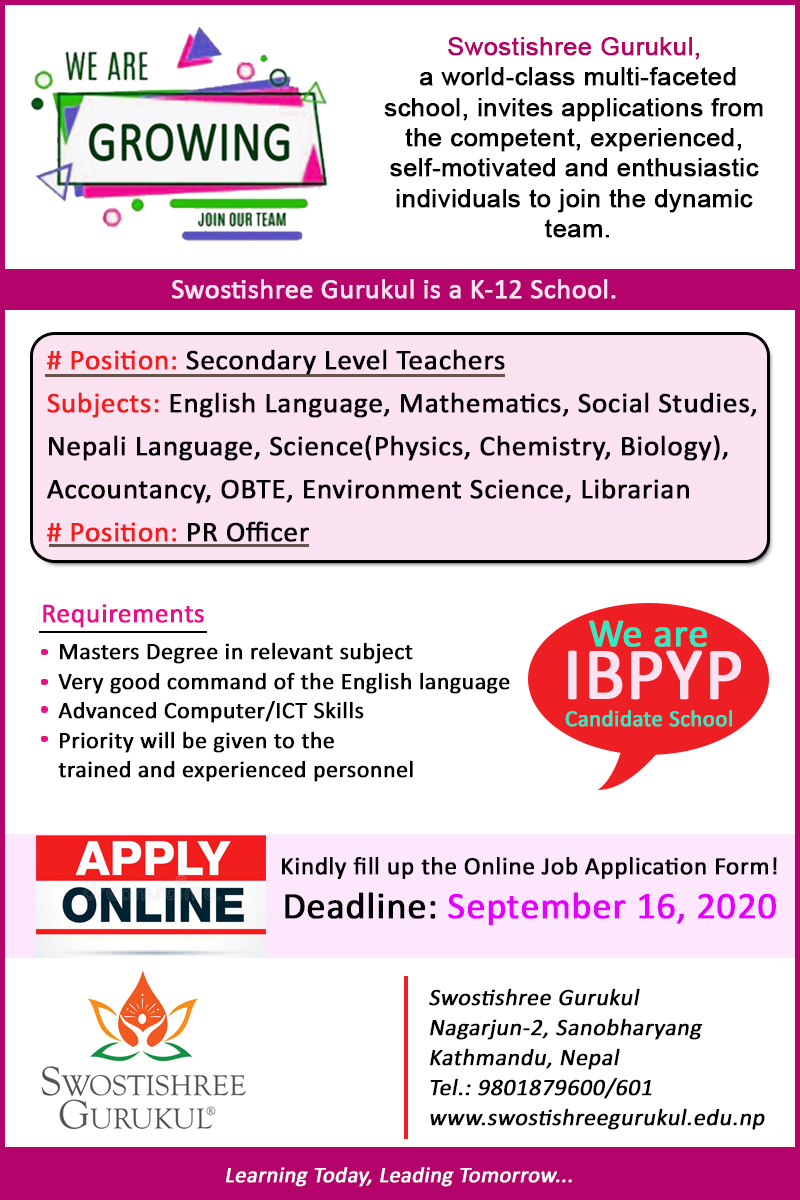 WE ARE
GROWING
JOIN OUR TEAM
Swostishree Gurukul,
a world-class multi-faceted
school, invites applications from
the competent, experienced,
self-motivated and enthusiastic
individuals to join the dynamic
team.
Swostishree Gurukul is a K-12 School.
# Position: Secondary Level Teachers
Subjects: English Language, Mathematics, Social Studies,
Nepali Language, Science(Physics, Chemistry, Biology),
Accountancy, OBTE, Environment Science, Librarian
# Position: PR Officer
Requirements
• Masters Degree in relevant subject
• Very good command of the English language
• Advanced Computer/ICT Skills
• Priority will be given to the
trained and experienced personnel
We are
IBPYP
Candidate School
APPLY
ONLINE
Kindly fill up the Online Job Application Form!
Deadline: September 16, 2020
SWOSTISHREE
GURUKUL®
Swostishree Gurukul
Nagarjun-2, Sanobharyang
Kathmandu, Nepal
Tel.: 9801879600/601
www.swostishreegurukul.edu.np
Learning Today, Leading Tomorrow...